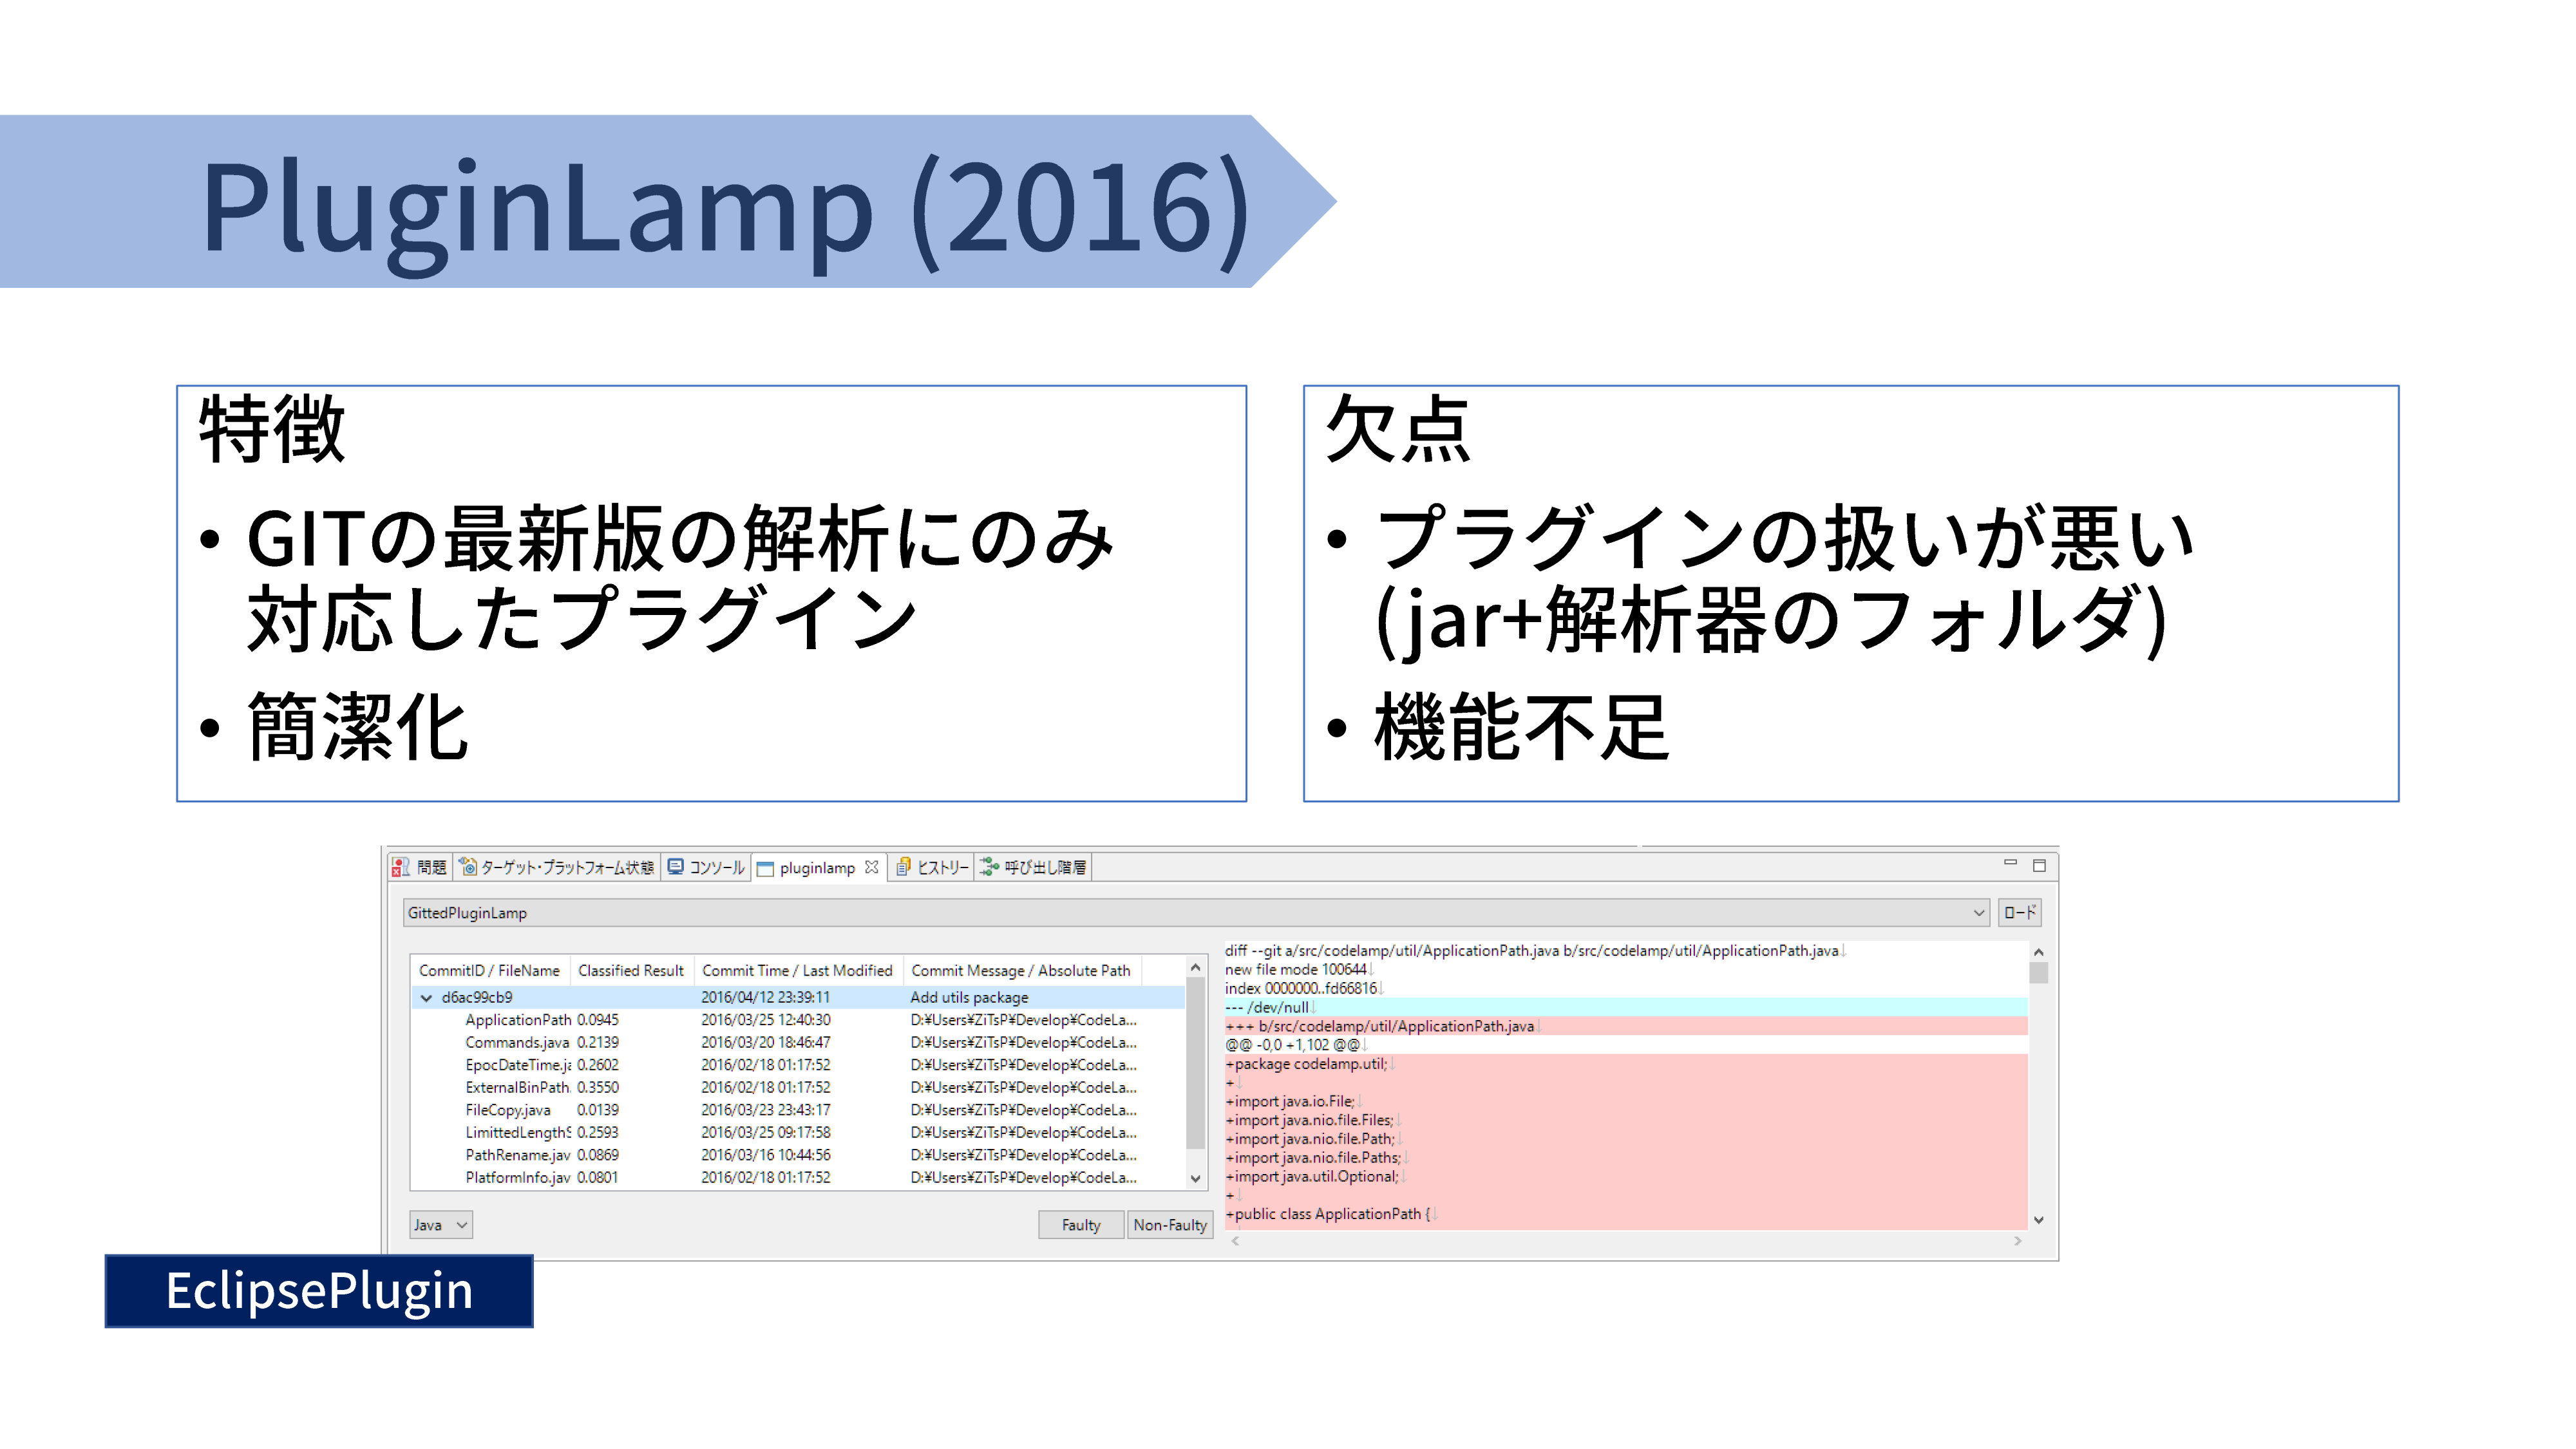 PluginLamp (2016)
特徴
• GITの最新版の解析にのみ
対応したプラグイン
• 簡潔化
欠点
• プラグインの扱いが悪い
(jar+解析器のフォルダ)
• 機能不足
問題 ターゲット・プラットフォーム状態 コンソール pluginlamp ヒストリー 呼び出し階層
GittedPluginLamp ロード
CommitID / FileName Classified Result Commit Time / Last Modified Commit Message / Absolute Path
d6ac99cb9 2016/04/12 23:39:11 Add utils package
ApplicationPath 0.0945 2016/03/25 12:40:30 D:¥Users¥ZiTsP¥Develop¥CodeLa...
Commands.java 0.2139 2016/03/20 18:46:47 D:¥Users¥ZiTsP¥Develop¥CodeLa...
EpocDateTime.ja 0.2602 2016/02/18 01:17:52 D:¥Users¥ZiTsP¥Develop¥CodeLa...
ExternalBinPath. 0.3550 2016/02/18 01:17:52 D:¥Users¥ZiTsP¥Develop¥CodeLa...
FileCopy.java 0.0139 2016/03/23 23:43:17 D:¥Users¥ZiTsP¥Develop¥CodeLa...
LimittedLengthS 0.2593 2016/03/25 09:17:58 D:¥Users¥ZiTsP¥Develop¥CodeLa...
PathRename.jav 0.0869 2016/03/16 10:44:56 D:¥Users¥ZiTsP¥Develop¥CodeLa...
PlatformInfo.jav 0.0801 2016/02/18 01:17:52 D:¥Users¥ZiTsP¥Develop¥CodeLa...
Java Faulty Non-Faulty
diff --git a/src/codelamp/util/ApplicationPath.java b/src/codelamp/util/ApplicationPath.java↓
new file mode 100644↓
index 0000000..fd66816↓
--- /dev/null↓
+++ b/src/codelamp/util/ApplicationPath.java↓
@@ -0,0 +1,102 @@↓
+package codelamp.util;↓
+↓
+import java.io.File;↓
+import java.nio.file.Files;↓
+import java.nio.file.Path;↓
+import java.nio.file.Paths;↓
+import java.util.Optional;↓
+↓
+public class ApplicationPath {↓
EclipsePlugin